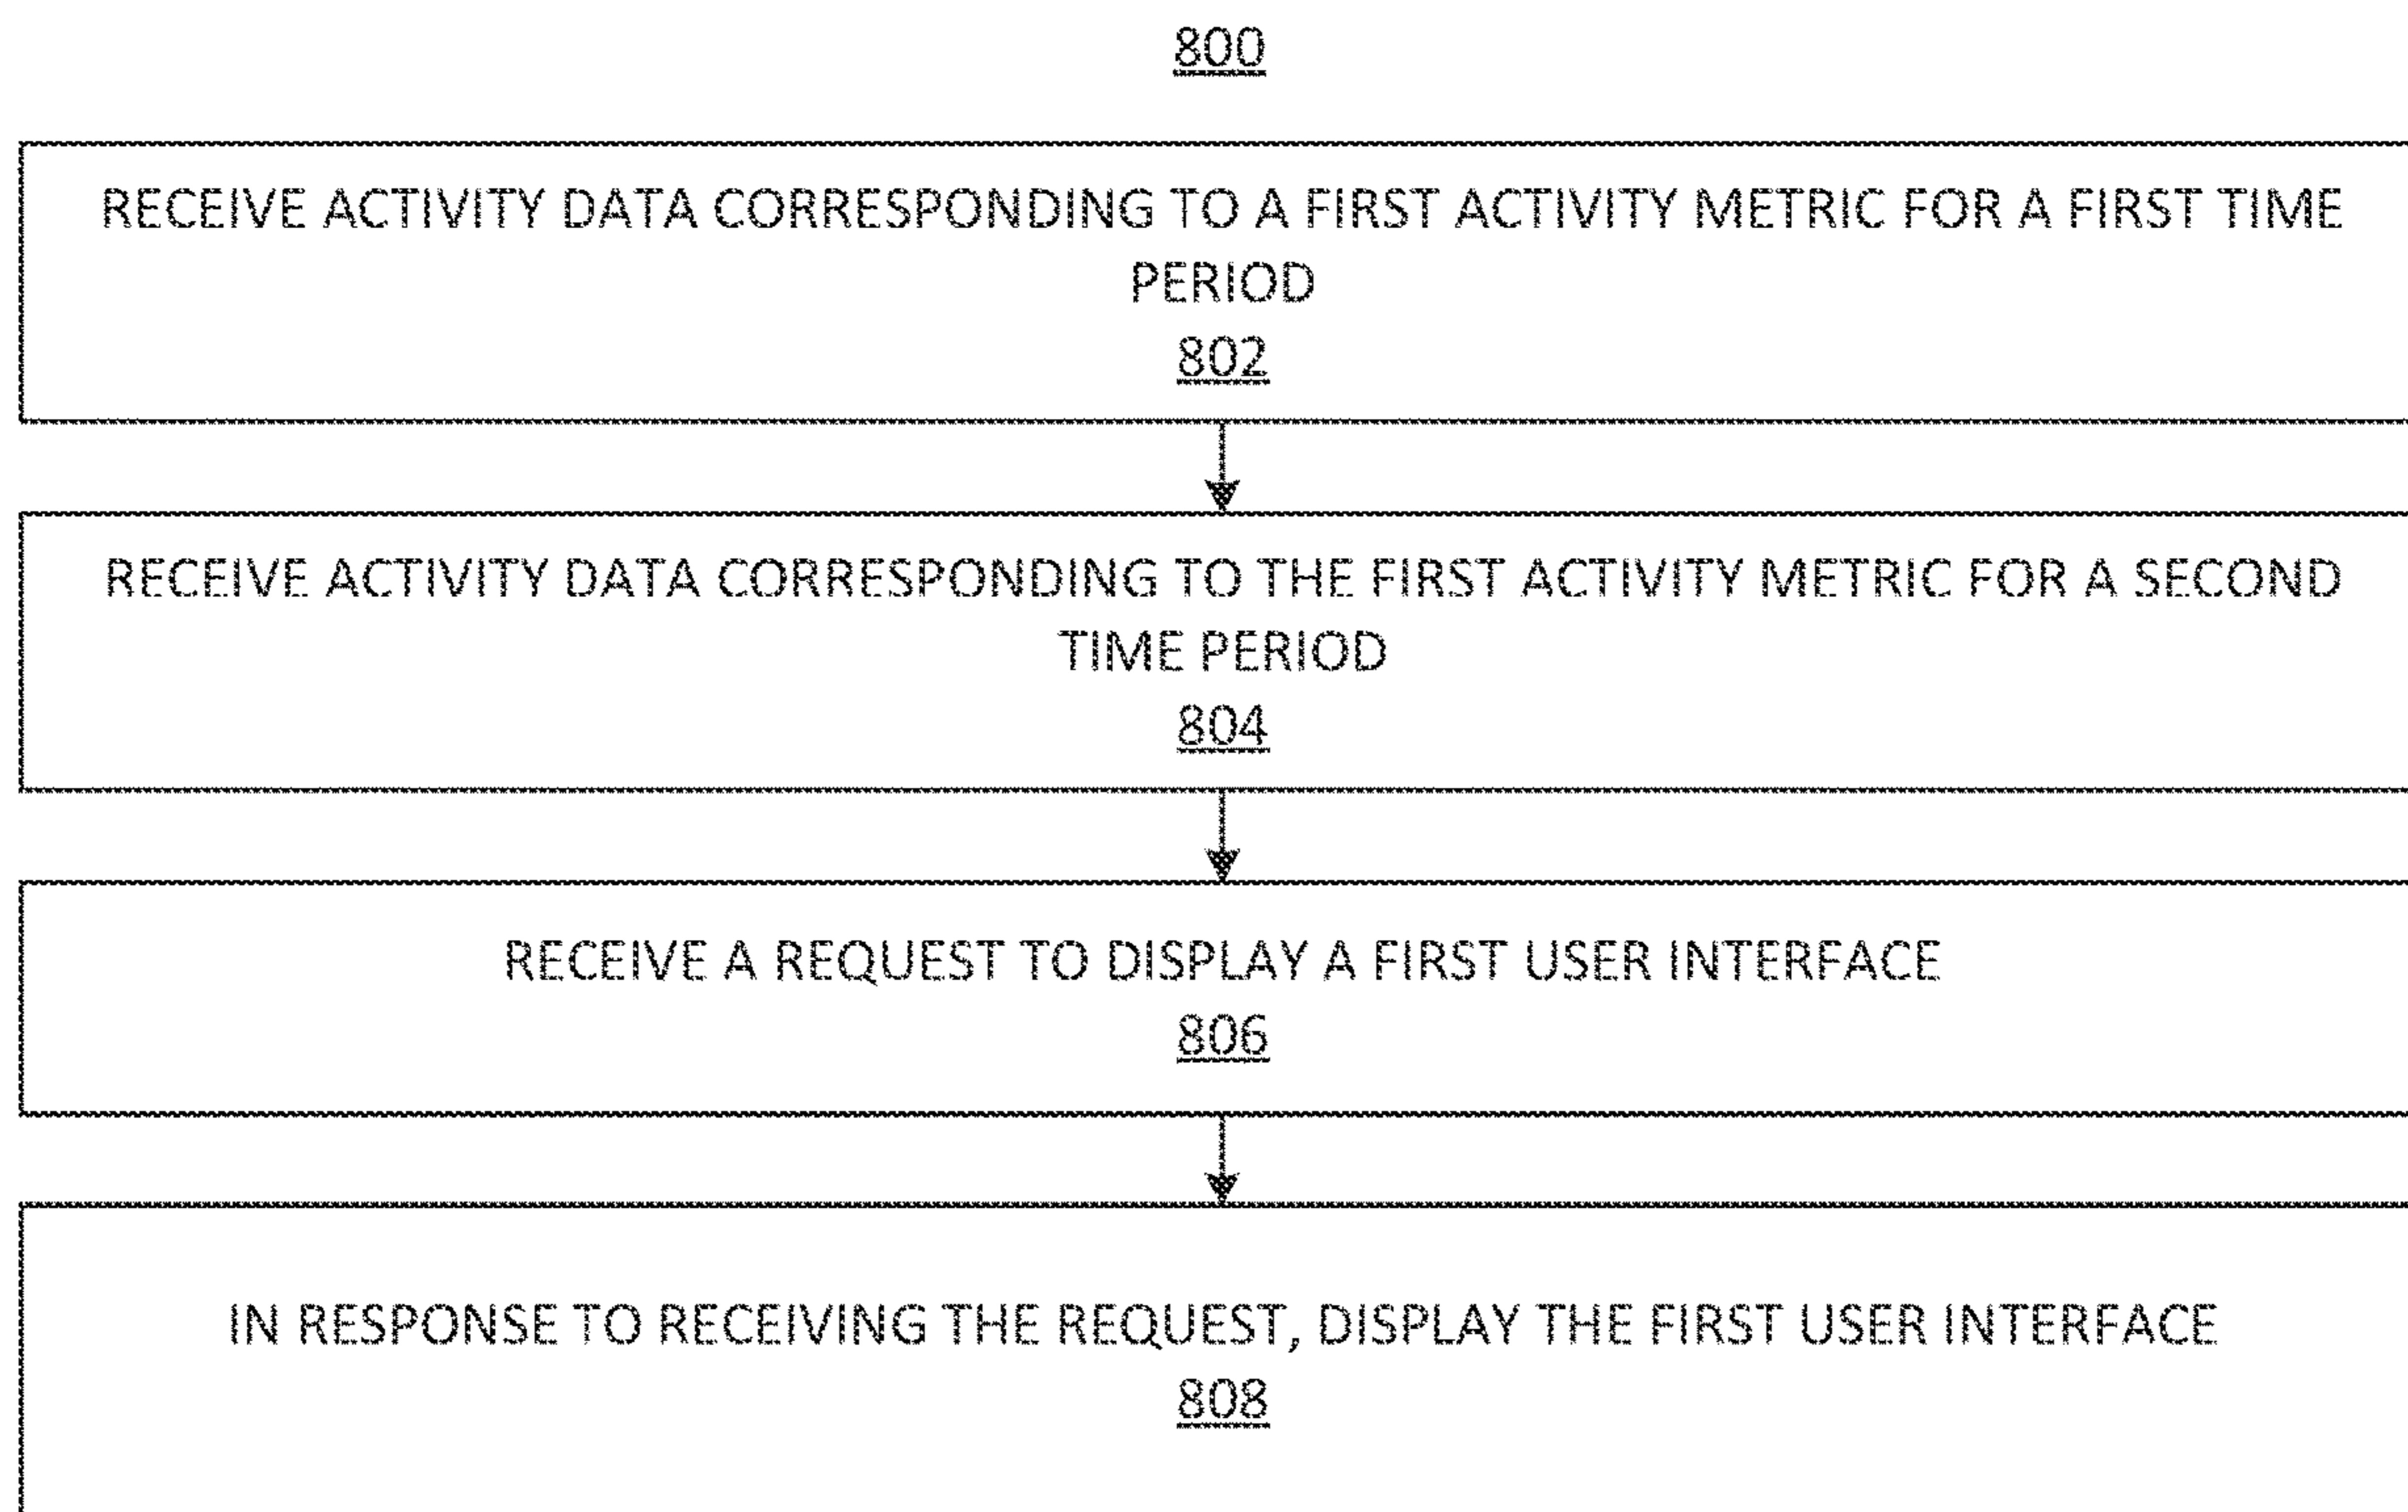 800
RECEIVE ACTIVITY DATA CORRESPONDING TO A FIRST ACTIVITY METRIC FOR A FIRST TIME
PERIOD
802
RECEIVE ACTIVITY DATA CORRESPONDING TO THE FIRST ACTIVITY METRIC FOR A SECOND
TIME PERIOD
804
RECEIVE A REQUEST TO DISPLAY A FIRST USER INTERFACE
806
IN RESPONSE TO RECEIVING THE REQUEST, DISPLAY THE FIRST USER INTERFACE
808